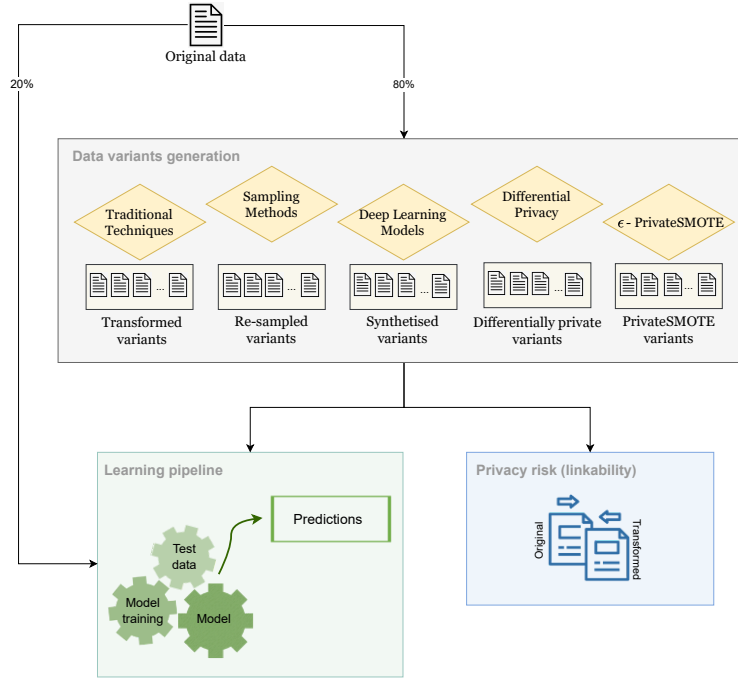 Original data
20%
80%
Data variants generation
Traditional
Techniques
Sampling
Methods
Deep Learning
Models
Differential
Privacy
ϵ - PrivateSMOTE
...
...
...
...
...
Transformed
variants
Re-sampled
variants
Synthetised
variants
Differentially private
variants
PrivateSMOTE
variants
Learning pipeline
Predictions
Test
data
Model
training
Model
Privacy risk (linkability)
Original
Transformed